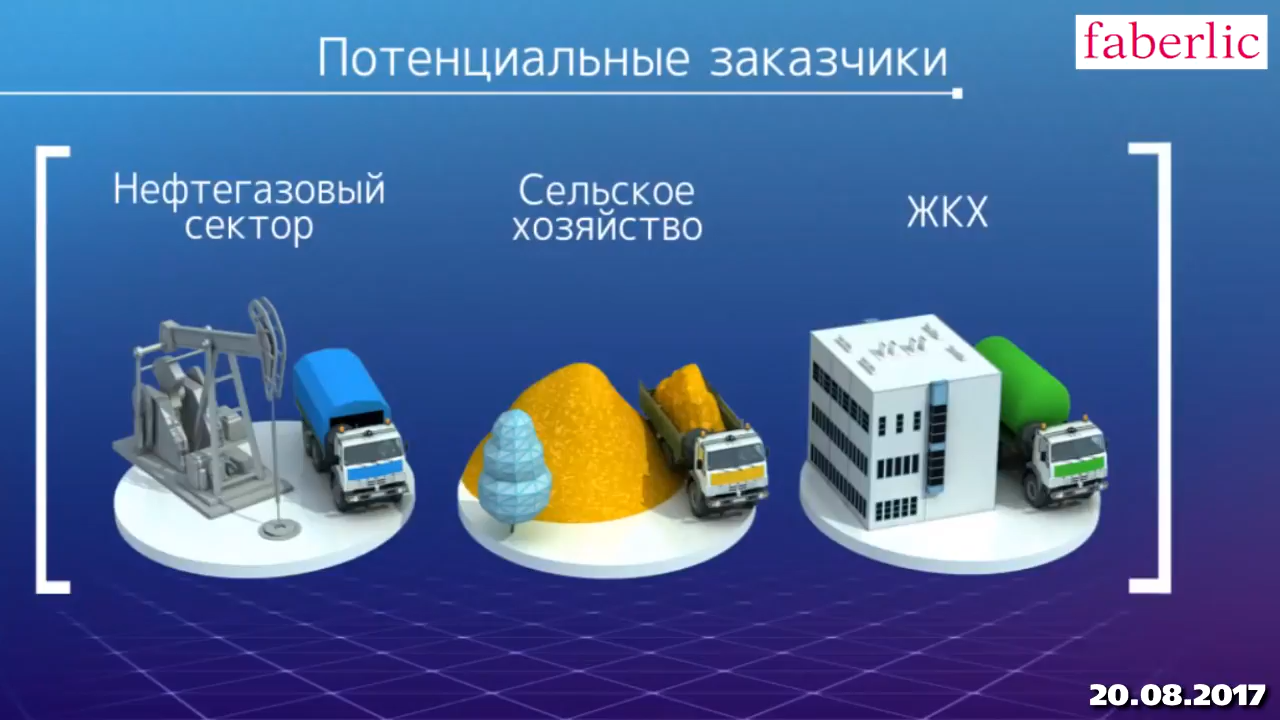 faberlic
Потенциальные заказчики
Нефтегазовый
сектор
Сельское
хозяйство
ЖКХ
20.08.2017